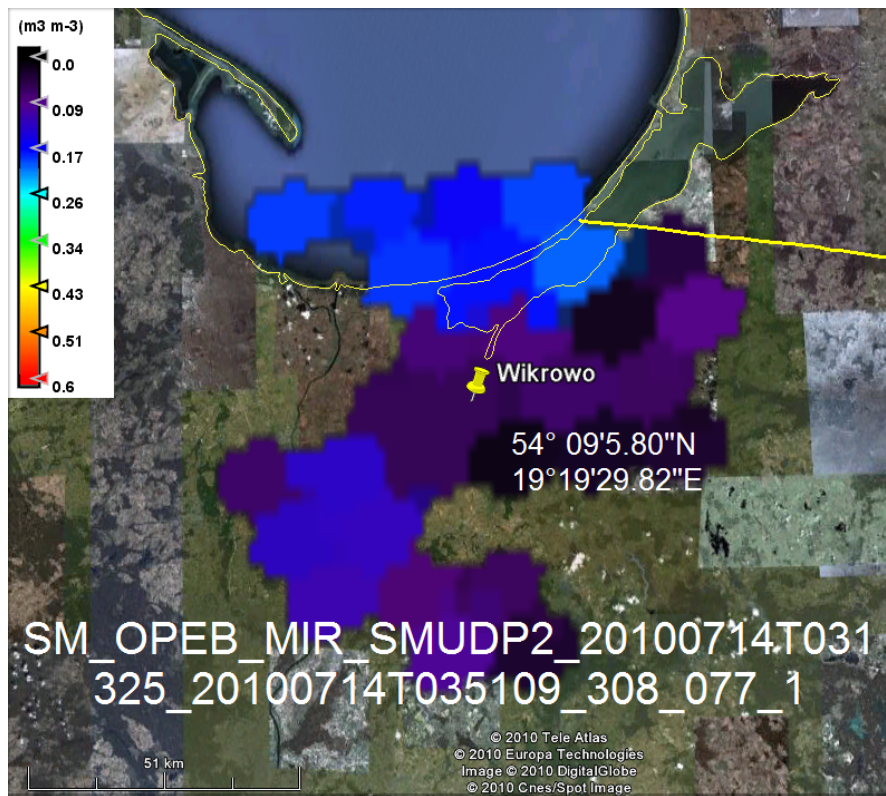 (m3 m-3)
0.0
0.09
0.17
0.26
0.34
0.43
0.51
0.6
Wikrowo
54° 09'5.80"N
19°19'29.82"E
SM_OPEB_MIR_SMUDP2_20100714T031
325_20100714T035109_308_077_1
51 km
© 2010 Tele Atlas
© 2010 Europa Technologies
Image © 2010 DigitalGlobe
© 2010 Cnes/Spot Image